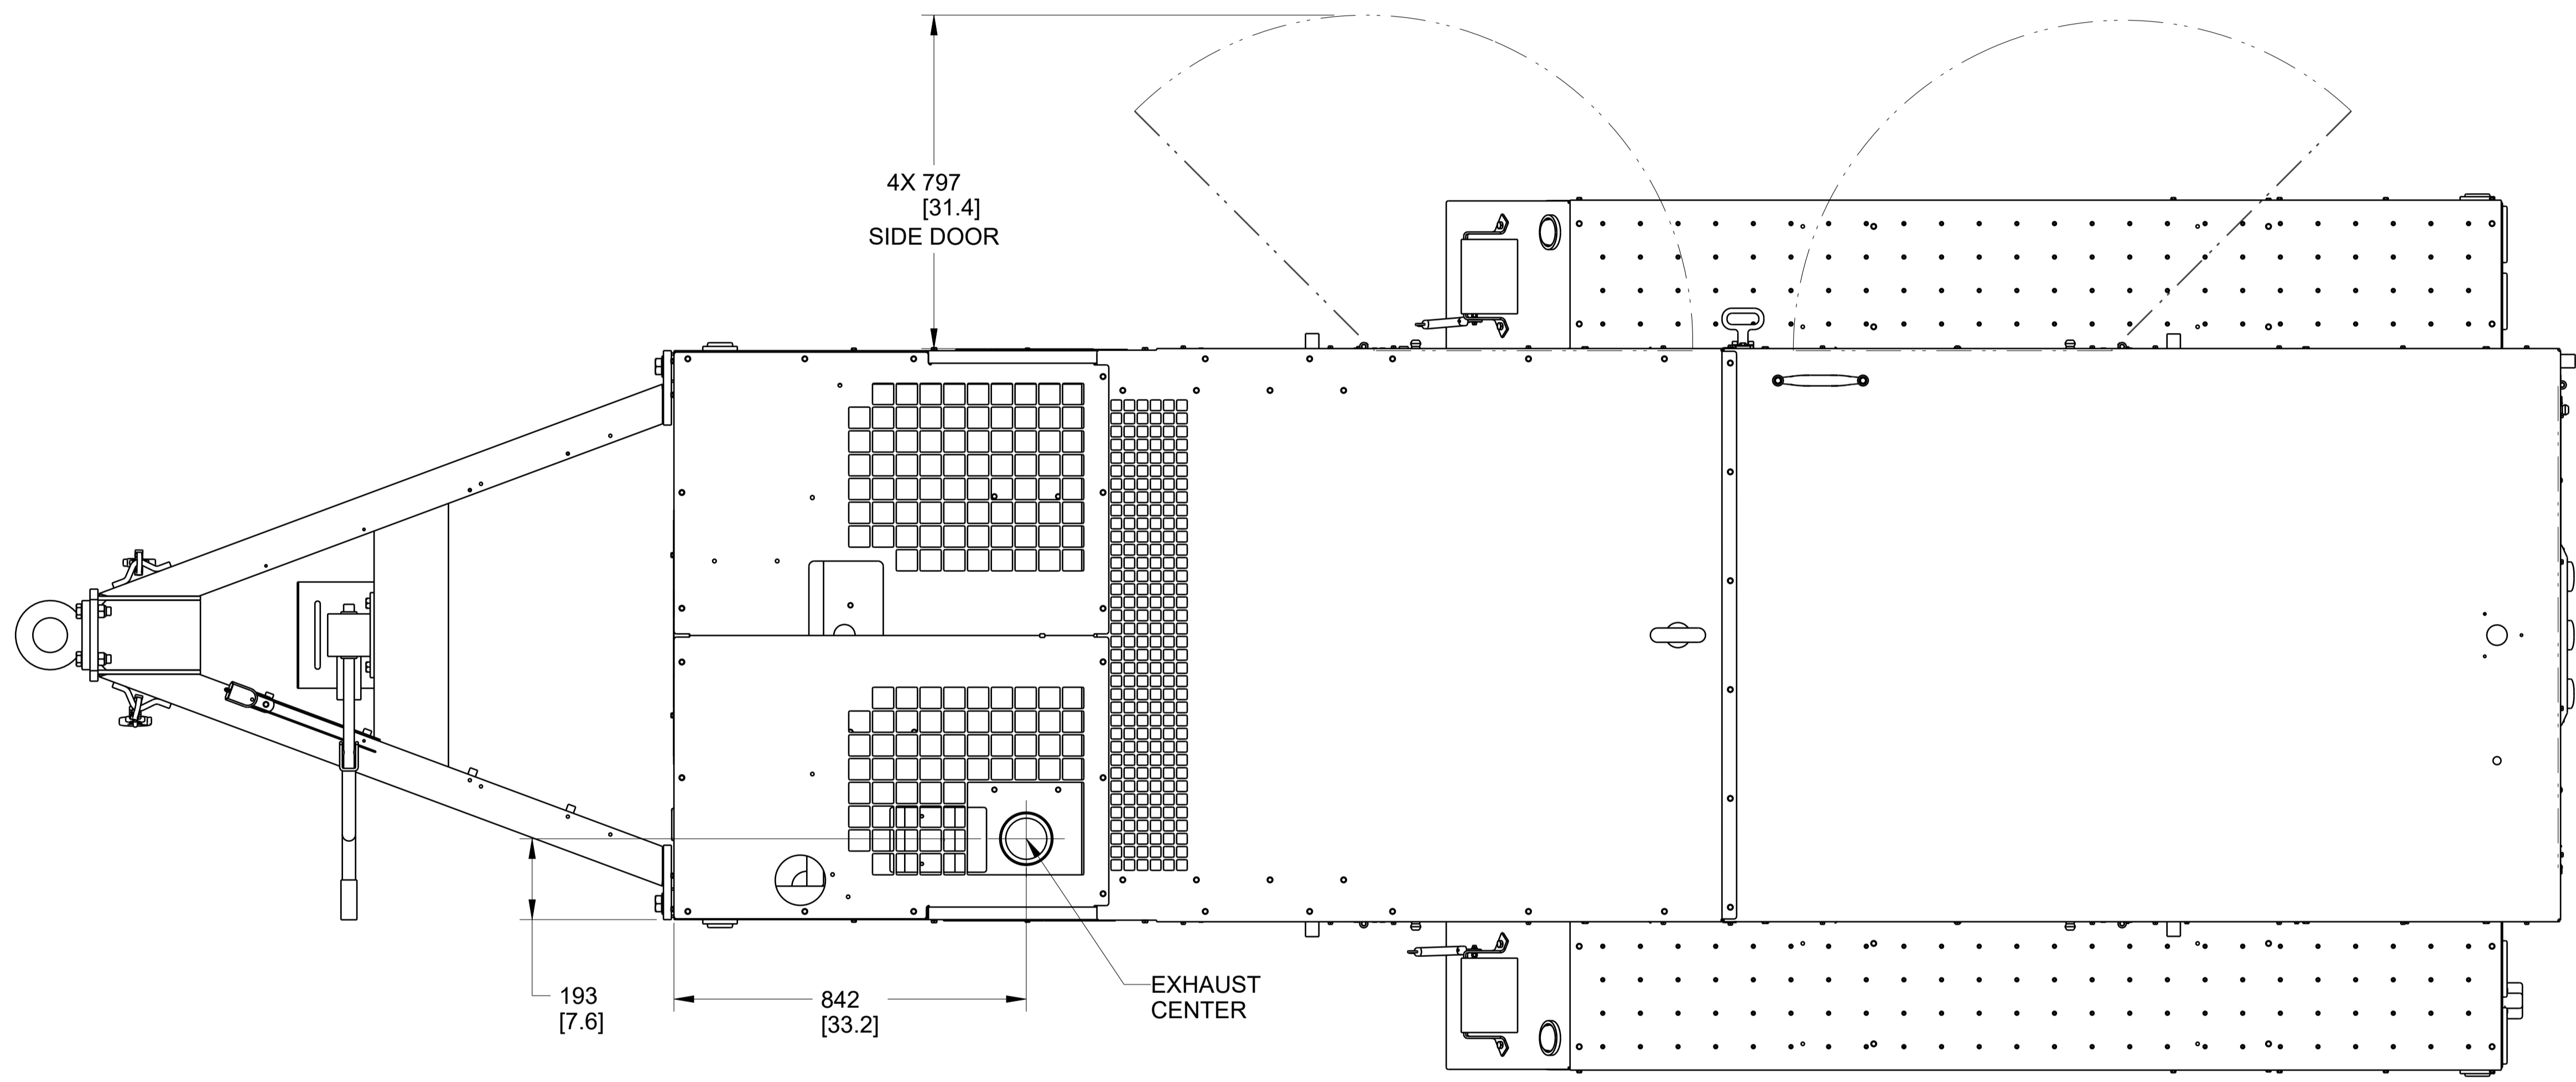 4X 797
[31.4]
SIDE DOOR
193
[7.6]
842
[33.2]
EXHAUST
CENTER